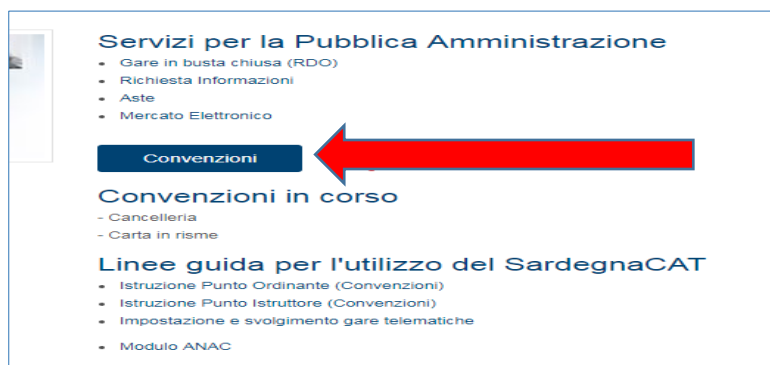 Servizi per la Pubblica Amministrazione
• Gare in busta chiusa (RDO)
• Richiesta Informazioni
• Aste
• Mercato Elettronico
Convenzioni
Convenzioni in corso
- Cancelleria
- Carta in risme
Linee guida per l'utilizzo del SardegnaCAT
• Istruzione Punto Ordinante (Convenzioni)
• Istruzione Punto Istruttore (Convenzioni)
• Impostazione e svolgimento gare telematiche
• Modulo ANAC